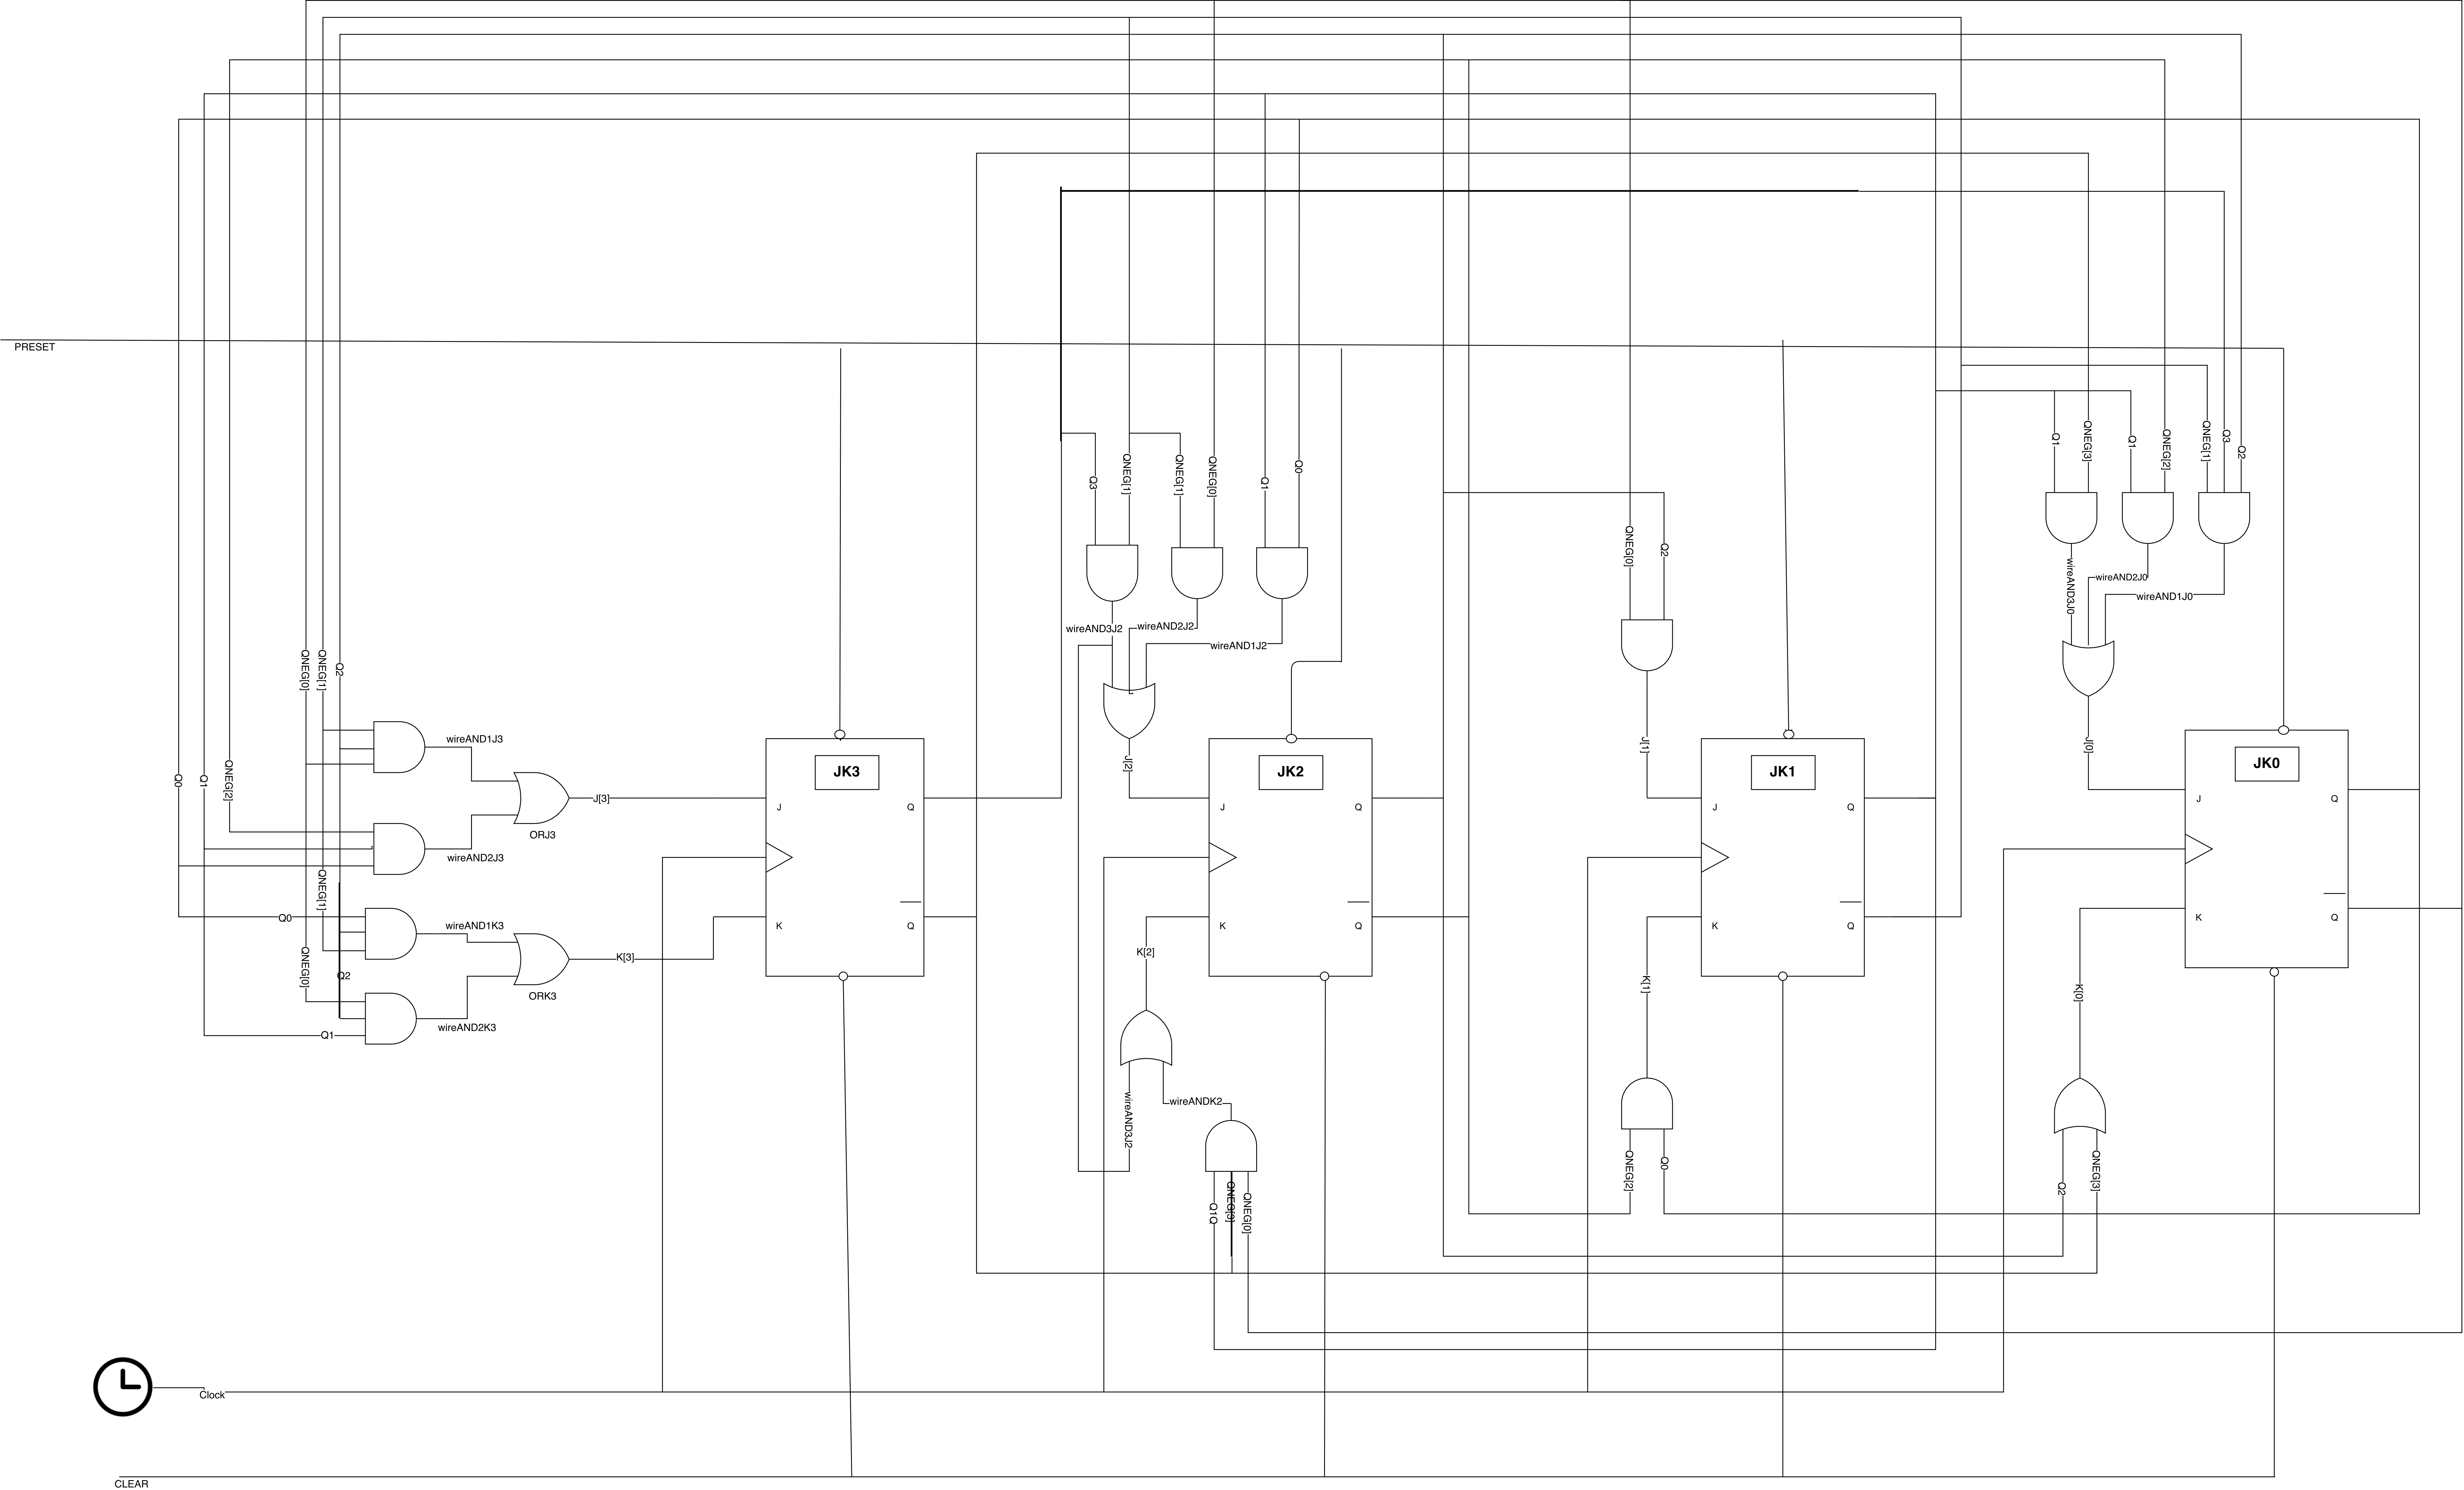 PRESET
Q3
QNEG[1]
QNEG[1]
QNEG[0]
Q1
Q0
Q1
QNEG[3]
Q1
QNEG[2]
QNEG[1]
Q3
Q2
QNEG[0]
Q2
wireAND3J0
wireAND2J0
wireAND1J0
wireAND3J2
wireAND2J2
wireAND1J2
QNEG[0]
QNEG[1]
Q2
wireAND1J3
J[2]
J[1]
J[0]
Q0
Q1
QNEG[2]
JK3
JK2
JK1
JK0
J[3]
J
Q
J
Q
J
Q
J
Q
ORJ3
wireAND2J3
QNEG[1]
Q0
wireAND1K3
K
Q
K
Q
K
Q
K
Q
QNEG[0]
Q2
K[3]
K[2]
K[1]
K[0]
ORK3
wireAND2K3
Q1
wireAND3J2
wireANDK2
Q1Q
QNEG[3]
QNEG[0]
QNEG[2]
Q0
Q2
QNEG[3]
Clock
CLEAR